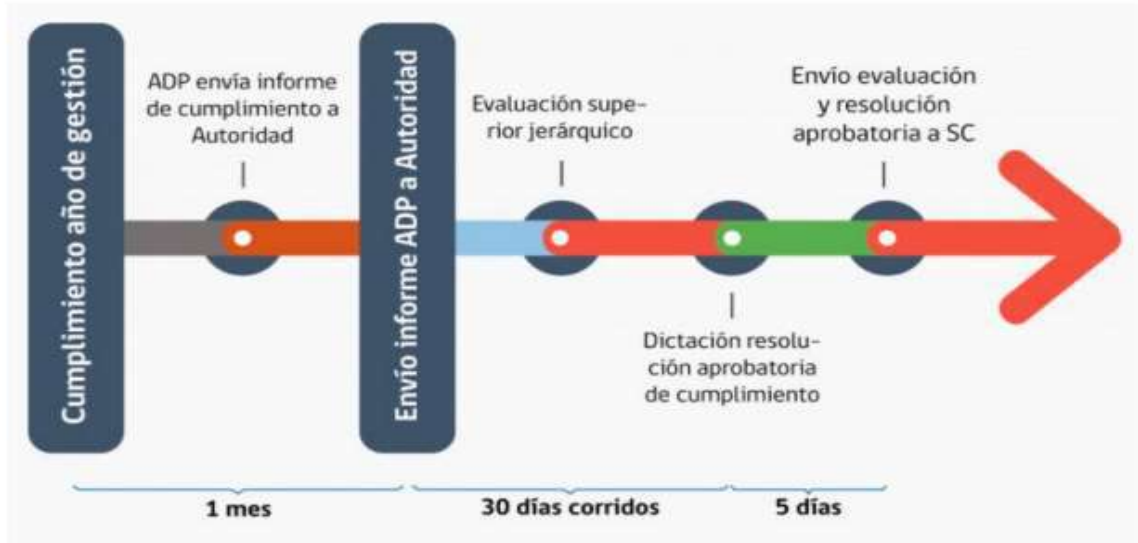 Cumplimiento año de gestión
ADP envía informe
de cumplimiento a
Autoridad
Envío informe ADP a Autoridad
Evaluación supe-
rior jerárquico
Dictación resolu-
ción aprobatoria
de cumplimiento
Envío evaluación
y resolución
aprobatoria a SC
1 mes
30 días corridos
5 días